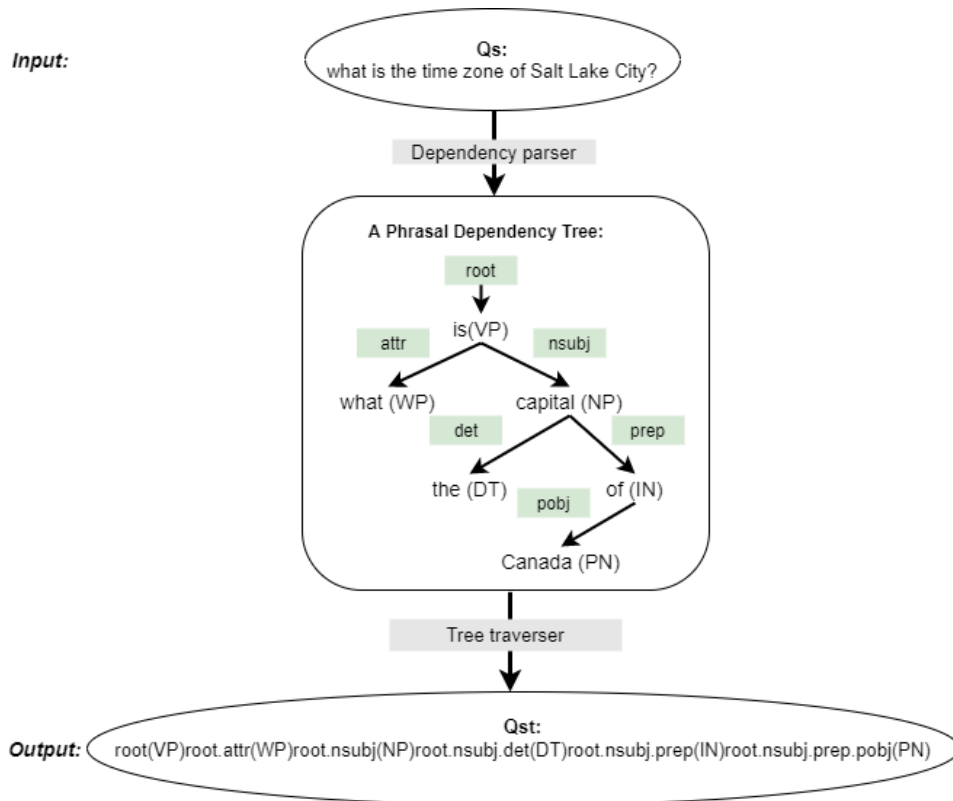 Input:
Qs:
what is the time zone of Salt Lake City?
Dependency parser
A Phrasal Dependency Tree:
root
is(VP)
attr
nsubj
what (WP)
capital (NP)
det
prep
the (DT)
of (IN)
pobj
Canada (PN)
Tree traverser
Output:
Qst:
root(VP)root.attr(WP)root.nsubj(NP)root.nsubj.det(DT)root.nsubj.prep(IN)root.nsubj.prep.pobj(PN)